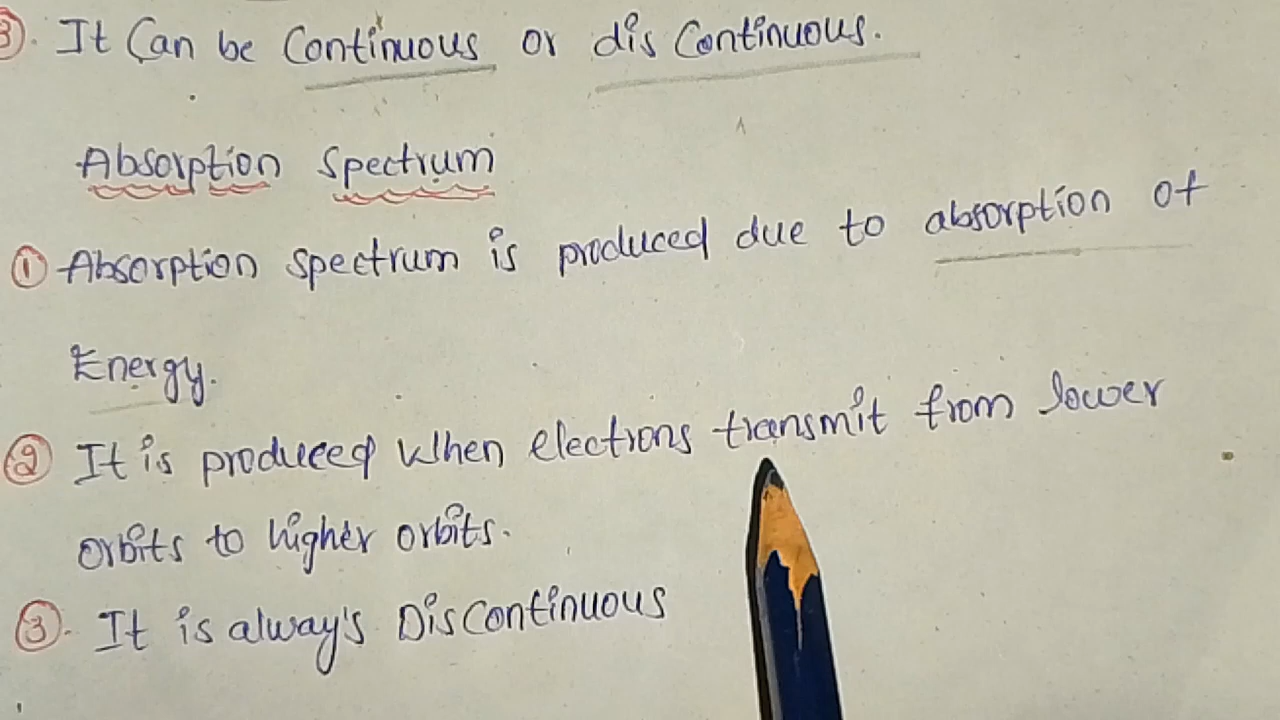 3. It Can be Continuous or dis Continuous.
Absorption Spectrum
① Absorption Spectrum is produced due to absorption of
Energy.
② It is produced when electrons transmit from lower
orbits to higher orbits.
③. It is alway's Discontinuous